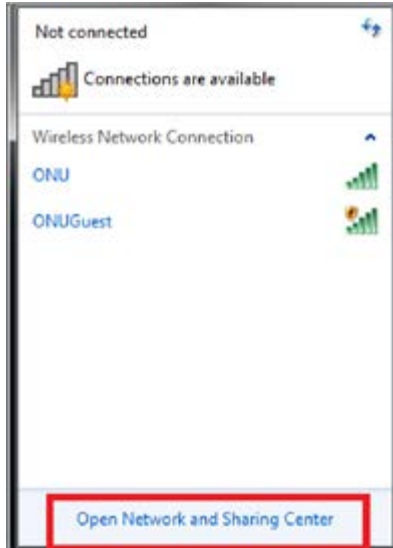 Not connected
Connections are available
Wireless Network Connection
ONU
ONUGuest
Open Network and Sharing Center